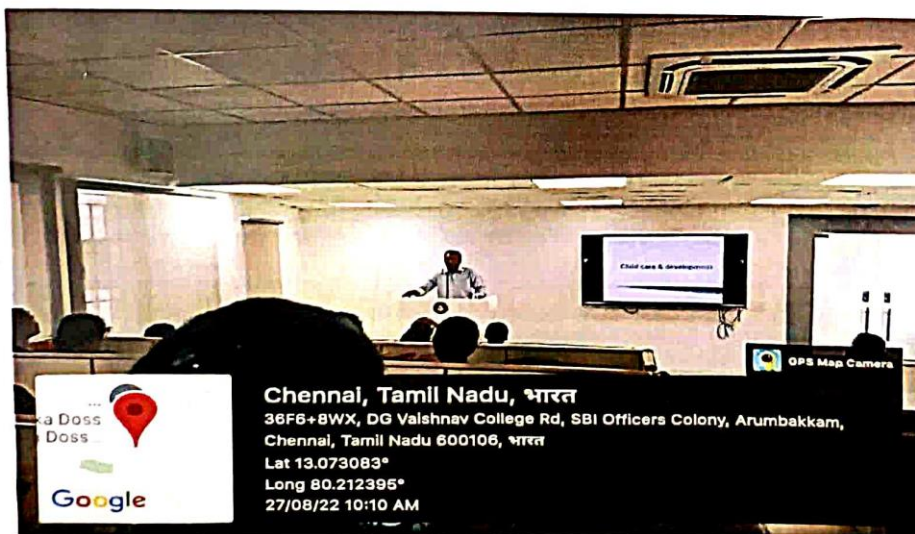 Child care & development
GPS Map Camera
Chennai, Tamil Nadu, भारत
36F6+8WX, DG Vaishnav College Rd, SBI Officers Colony, Arumbakkam,
Chennai, Tamil Nadu 600106, भारत
Lat 13.073083°
Long 80.212395°
27/08/22 10:10 AM
...
ka Doss
Doss...
Google